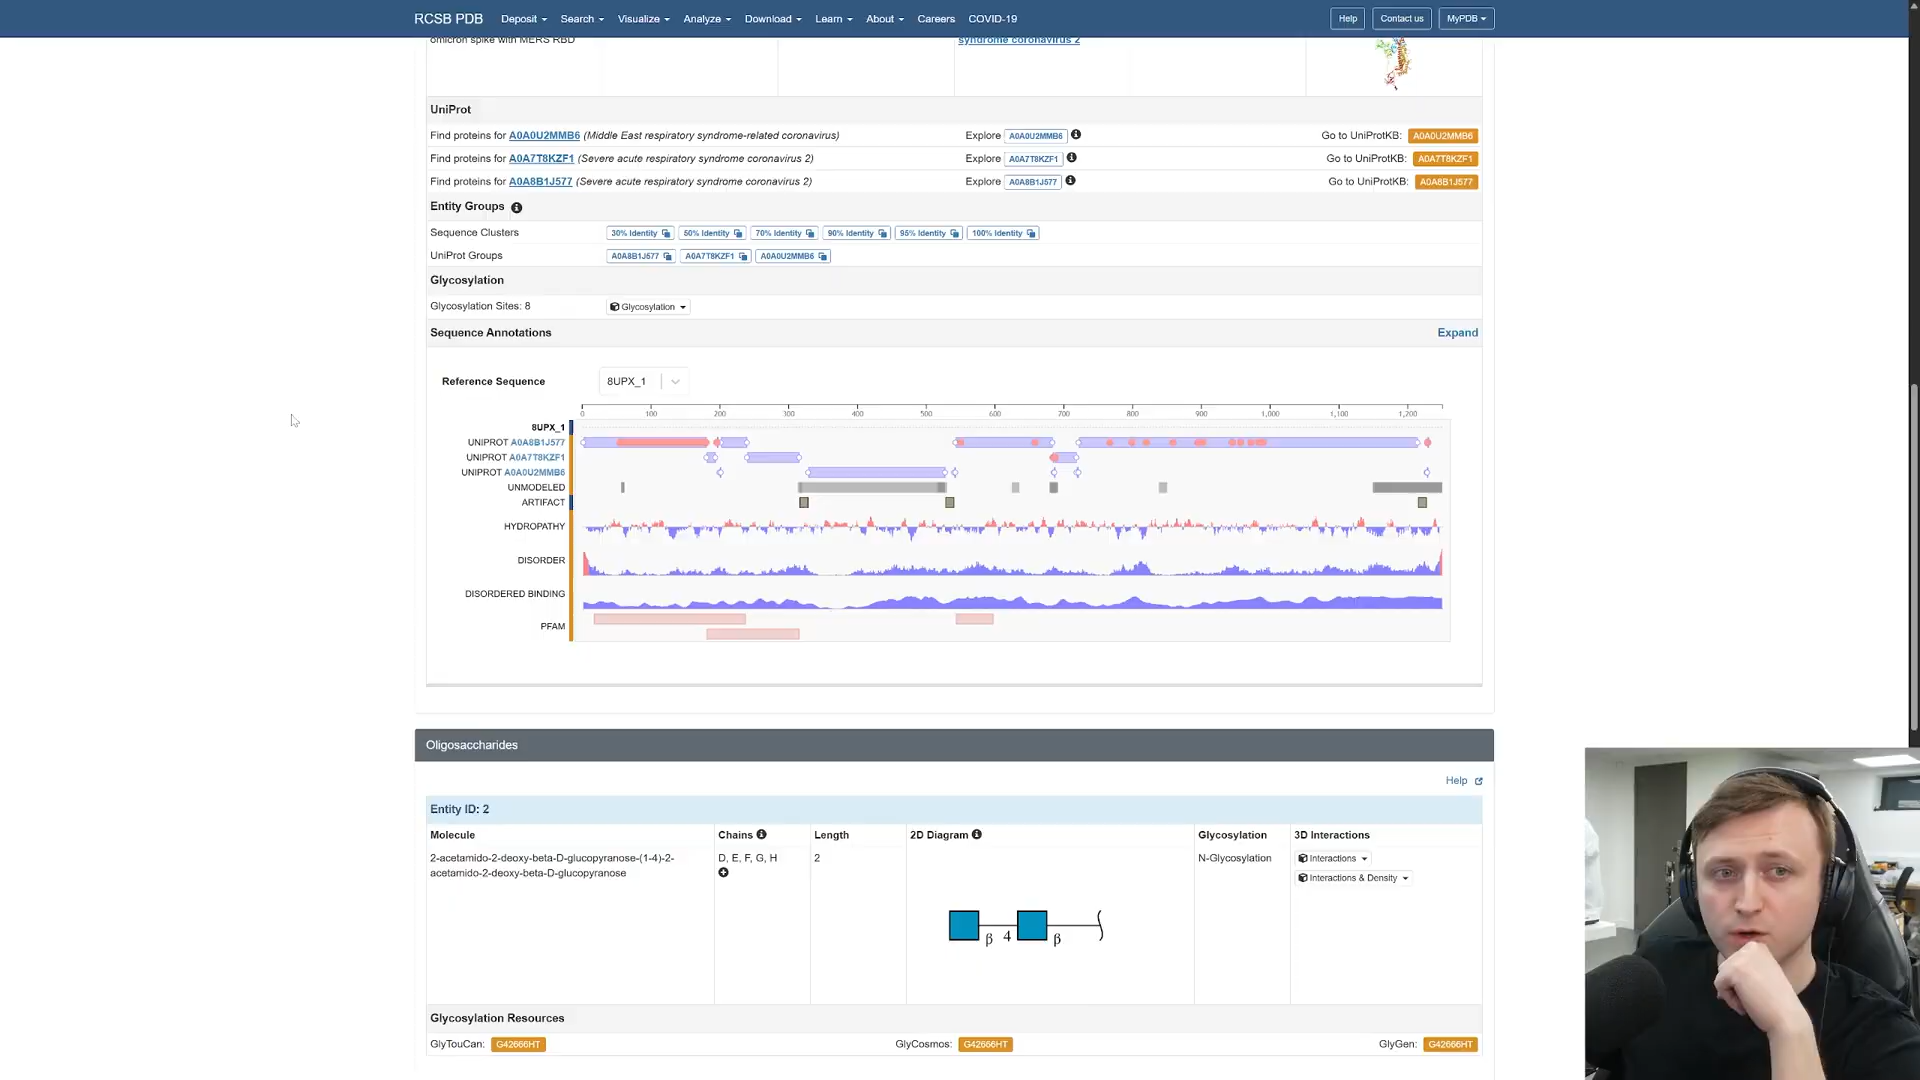 RCSB PDB Deposit Search Visualize Analyze Download Learn About Careers COVID-19 Help Contact us MyPDB
omicron spike with MERS RBD syndrome coronavirus 2
UniProt
Find proteins for A0A0U2MMB6 (Middle East respiratory syndrome-related coronavirus) Explore A0A0U2MMB6 Go to UniProtKB: A0A0U2MMB6
Find proteins for A0A7T8KZF1 (Severe acute respiratory syndrome coronavirus 2) Explore A0A7T8KZF1 Go to UniProtKB: A0A7T8KZF1
Find proteins for A0A8B1J577 (Severe acute respiratory syndrome coronavirus 2) Explore A0A8B1J577 Go to UniProtKB: A0A8B1J577
Entity Groups
Sequence Clusters 30% Identity 50% Identity 70% Identity 90% Identity 95% Identity 100% Identity
UniProt Groups A0A8B1J577 A0A7T8KZF1 A0A0U2MMB6
Glycosylation
Glycosylation Sites: 8 Glycosylation
Sequence Annotations Expand
Reference Sequence 8UPX_1
0 100 200 300 400 500 600 700 800 900 1,000 1,100 1,200
8UPX_1
UNIPROT A0A8B1J577
UNIPROT A0A7T8KZF1
UNIPROT A0A0U2MMB6
UNMODELED
ARTIFACT
HYDROPATHY
DISORDER
DISORDERED BINDING
PFAM
Oligosaccharides
Help
Entity ID: 2
Molecule Chains Length 2D Diagram Glycosylation 3D Interactions
2-acetamido-2-deoxy-beta-D-glucopyranose-(1-4)-2- D, E, F, G, H 2 N-Glycosylation Interactions
acetamido-2-deoxy-beta-D-glucopyranose Interactions & Density
β 4 β
Glycosylation Resources
GlyTouCan: G42666HT GlyCosmos: G42666HT GlyGen: G42666HT